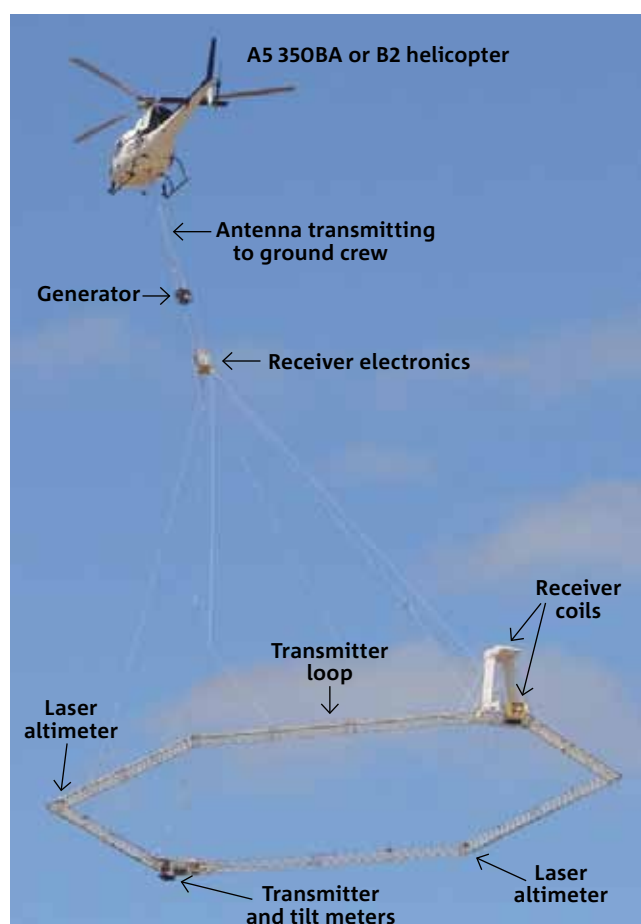 A5 350BA or B2 helicopter
Antenna transmitting
to ground crew
Generator
Receiver electronics
Receiver
coils
Transmitter
loop
Laser
altimeter
Laser
altimeter
Transmitter
and tilt meters